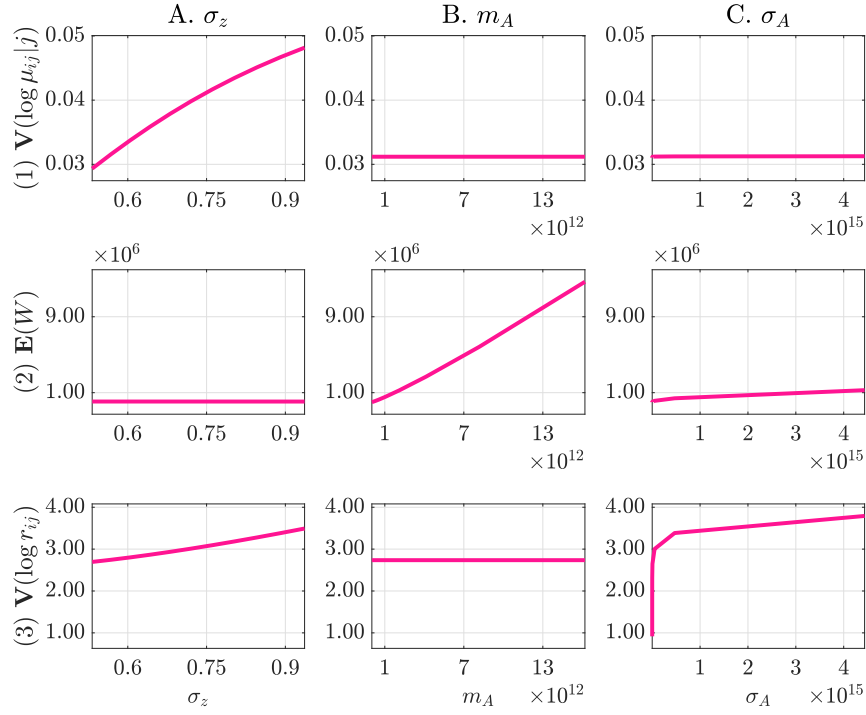 A. σ_z
B. m_A
C. σ_A
(1) V(log μ_ij|j)
0.05
0.04
0.03
0.6 0.75 0.9
0.05
0.04
0.03
1 7 13
×10^12
0.05
0.04
0.03
1 2 3 4
×10^15
(2) E(W)
×10^6
9.00
1.00
0.6 0.75 0.9
×10^6
9.00
1.00
1 7 13
×10^12
×10^6
9.00
1.00
1 2 3 4
×10^15
(3) V(log r_ij)
4.00
3.00
2.00
1.00
0.6 0.75 0.9
σ_z
4.00
3.00
2.00
1.00
1 7 13
m_A ×10^12
4.00
3.00
2.00
1.00
1 2 3 4
σ_A ×10^15